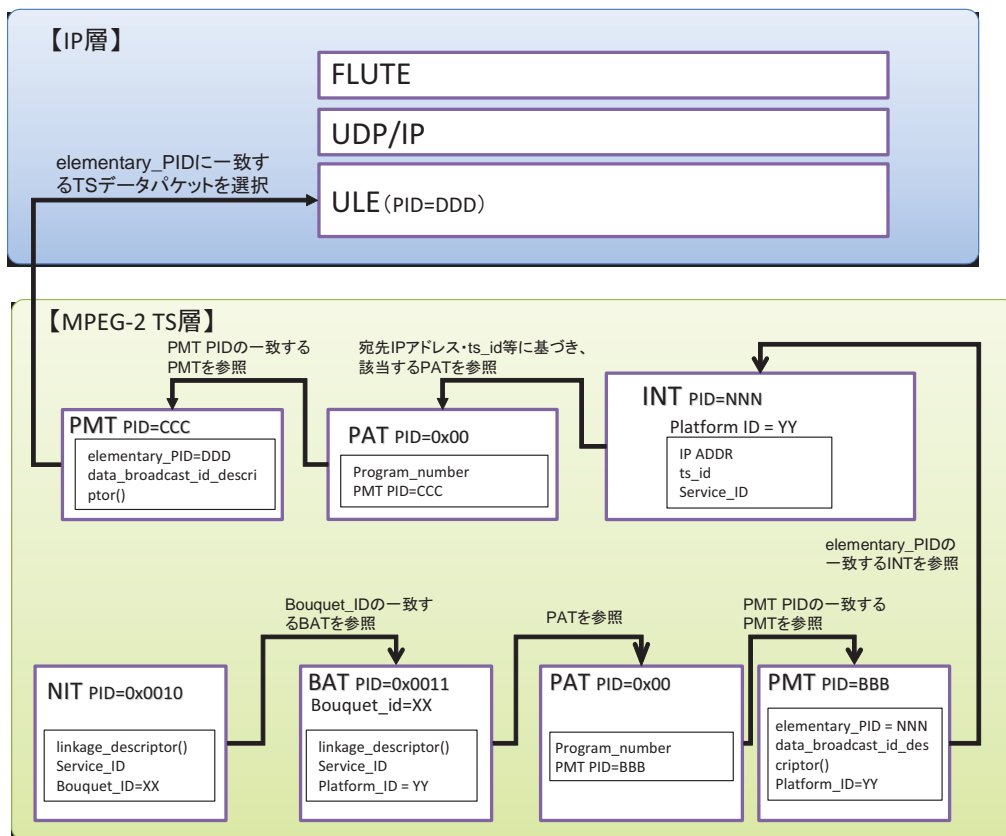 【IP層】
FLUTE
UDP/IP
elementary_PIDに一致す
るTSデータパケットを選択
ULE（PID=DDD）
【MPEG-2 TS層】
PMT PIDの一致する
PMTを参照
宛先IPアドレス・ts_id等に基づき、
該当するPATを参照
PMT PID=CCC
elementary_PID=DDD
data_broadcast_id_descri
ptor()
PAT PID=0x00
Program_number
PMT PID=CCC
INT PID=NNN
Platform ID = YY
IP ADDR
ts_id
Service_ID
elementary_PIDの
一致するINTを参照
Bouquet_IDの一致す
るBATを参照
PATを参照
PMT PIDの一致する
PMTを参照
NIT PID=0x0010
linkage_descriptor()
Service_ID
Bouquet_ID=XX
BAT PID=0x0011
Bouquet_id=XX
linkage_descriptor()
Service_ID
Platform_ID = YY
PAT PID=0x00
Program_number
PMT PID=BBB
PMT PID=BBB
elementary_PID = NNN
data_broadcast_id_des
criptor()
Platform_ID=YY